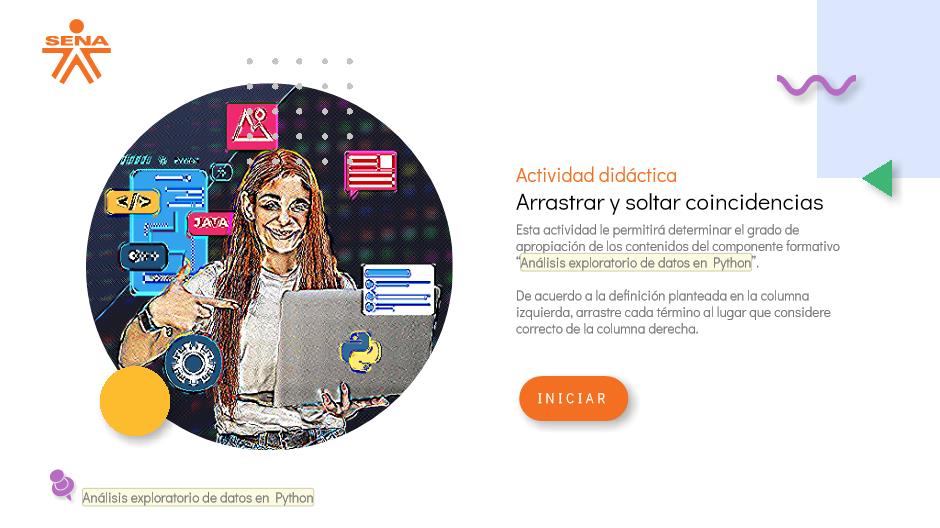 SENA
</>
JAVA
C++
Actividad didáctica
Arrastrar y soltar coincidencias
Esta actividad le permitirá determinar el grado de
apropiación de los contenidos del componente formativo
“Análisis exploratorio de datos en Python”.
De acuerdo a la definición planteada en la columna
izquierda, arrastre cada término al lugar que considere
correcto de la columna derecha.
INICIAR
Análisis exploratorio de datos en Python